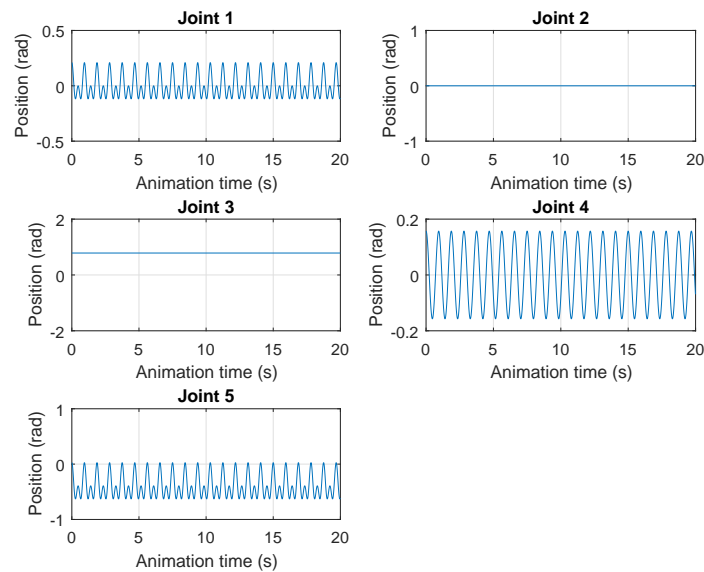 Joint 1
Position (rad)
0.5
0
-0.5
0 5 10 15 20
Animation time (s)
Joint 2
Position (rad)
1
0
-1
0 5 10 15 20
Animation time (s)
Joint 3
Position (rad)
2
0
-2
0 5 10 15 20
Animation time (s)
Joint 4
Position (rad)
0.2
0
-0.2
0 5 10 15 20
Animation time (s)
Joint 5
Position (rad)
1
0
-1
0 5 10 15 20
Animation time (s)